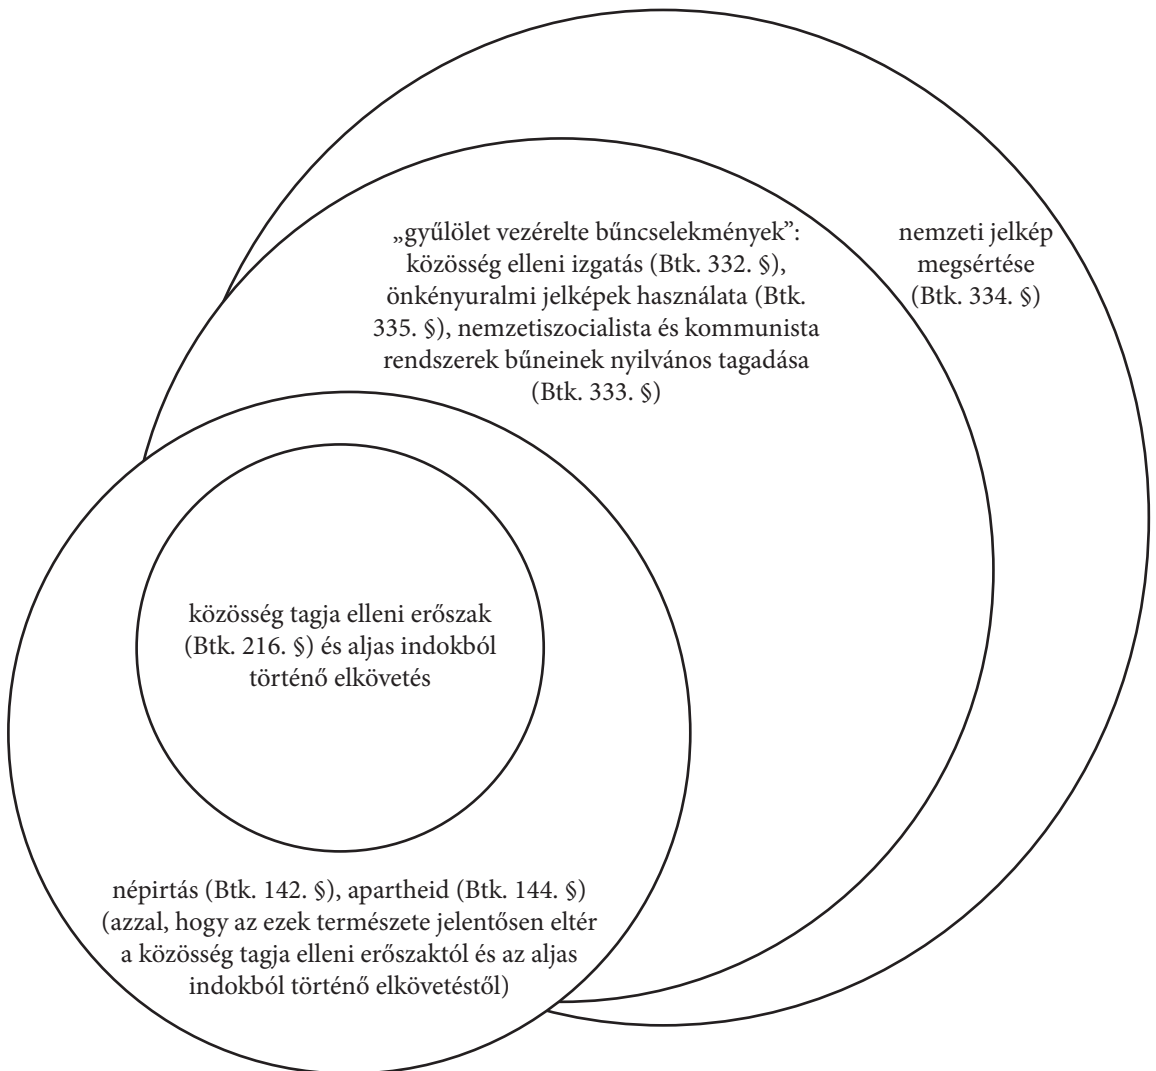 „gyűlölet vezérelte bűncselekmények”:
közösség elleni izgatás (Btk. 332. §),
önkényuralmi jelképek használata (Btk.
335. §), nemzetiszocialista és kommunista
rendszerek bűneinek nyilvános tagadása
(Btk. 333. §)
nemzeti jelkép
megsértése
(Btk. 334. §)
közösség tagja elleni erőszak
(Btk. 216. §) és aljas indokból
történő elkövetés
népirtás (Btk. 142. §), apartheid (Btk. 144. §)
(azzal, hogy az ezek természete jelentősen eltér
a közösség tagja elleni erőszaktól és az aljas
indokból történő elkövetéstől)